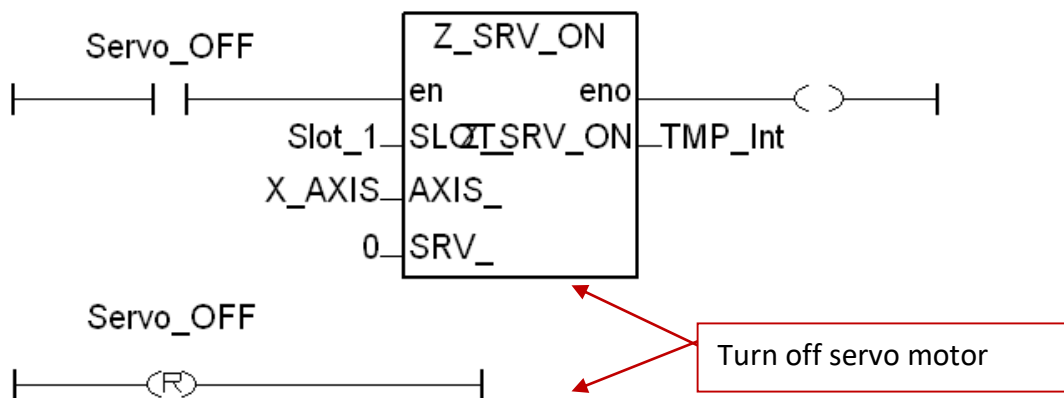 Servo_OFF
Z_SRV_ON
en eno
Slot_1 SLOT_ Z_SRV_ON TMP_Int
X_AXIS AXIS_
0 SRV_
Servo_OFF
R
Turn off servo motor